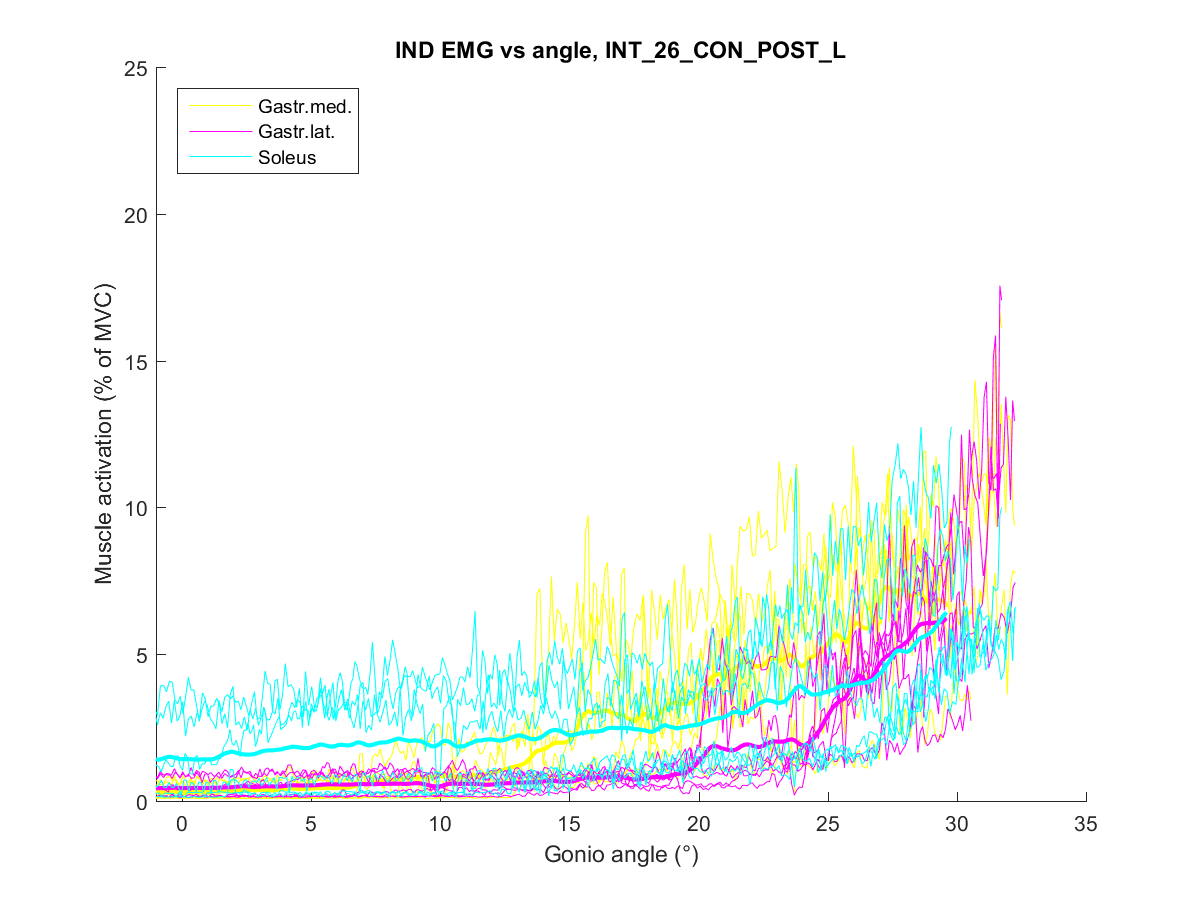 IND EMG vs angle, INT_26_CON_POST_L
25
20
15
10
5
0
Muscle activation (% of MVC)
Gastr.med.
Gastr.lat.
Soleus
0 5 10 15 20 25 30 35
Gonio angle (°)